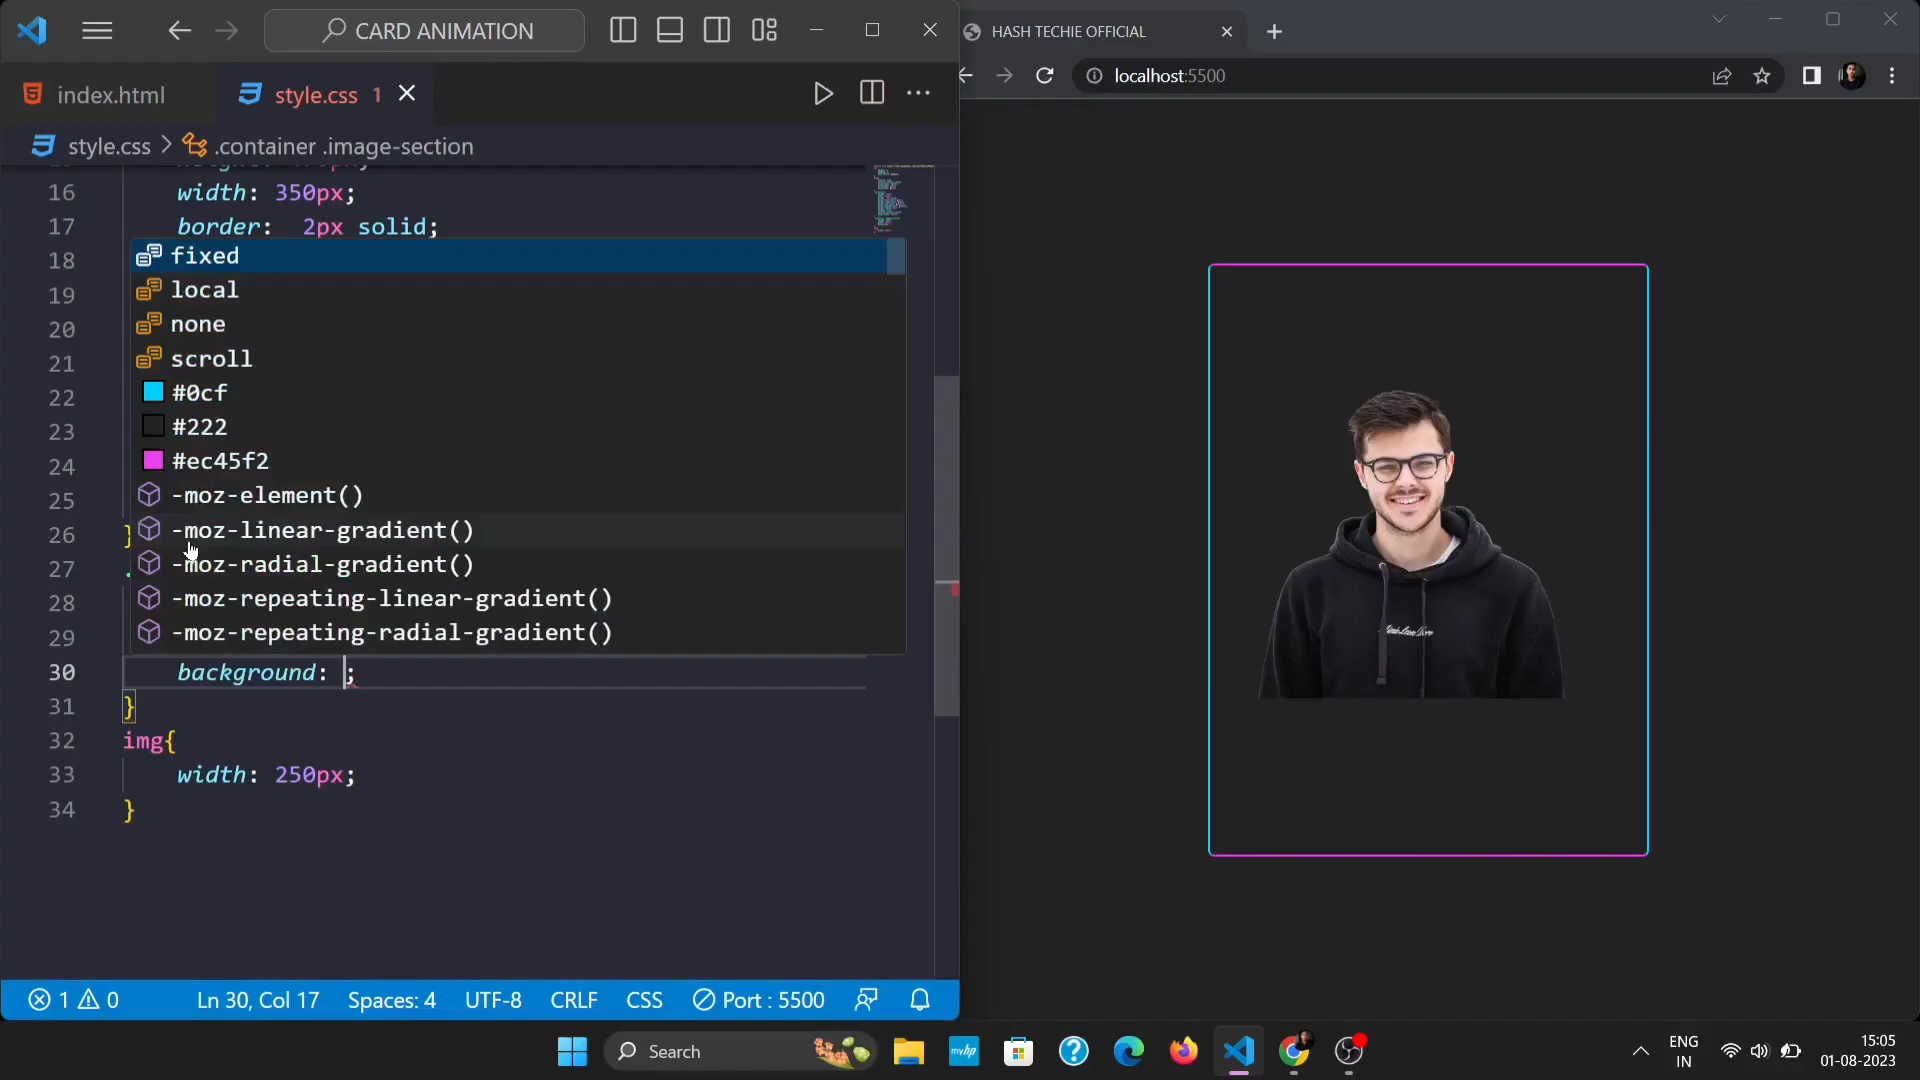 CARD ANIMATION
HASH TECHIE OFFICIAL
localhost:5500
index.html
style.css 1
style.css > .container .image-section
16 width: 350px;
17 border: 2px solid;
18
19
20
21
22
23
24
25
26 }
27
28
29
fixed
local
none
scroll
#0cf
#222
#ec45f2
-moz-element()
-moz-linear-gradient()
-moz-radial-gradient()
-moz-repeating-linear-gradient()
-moz-repeating-radial-gradient()
30 background: ;
31 }
32 img{
33 width: 250px;
34 }
1 0 Ln 30, Col 17 Spaces: 4 UTF-8 CRLF CSS Port : 5500
Search
myhp
ENG
IN
15:05
01-08-2023